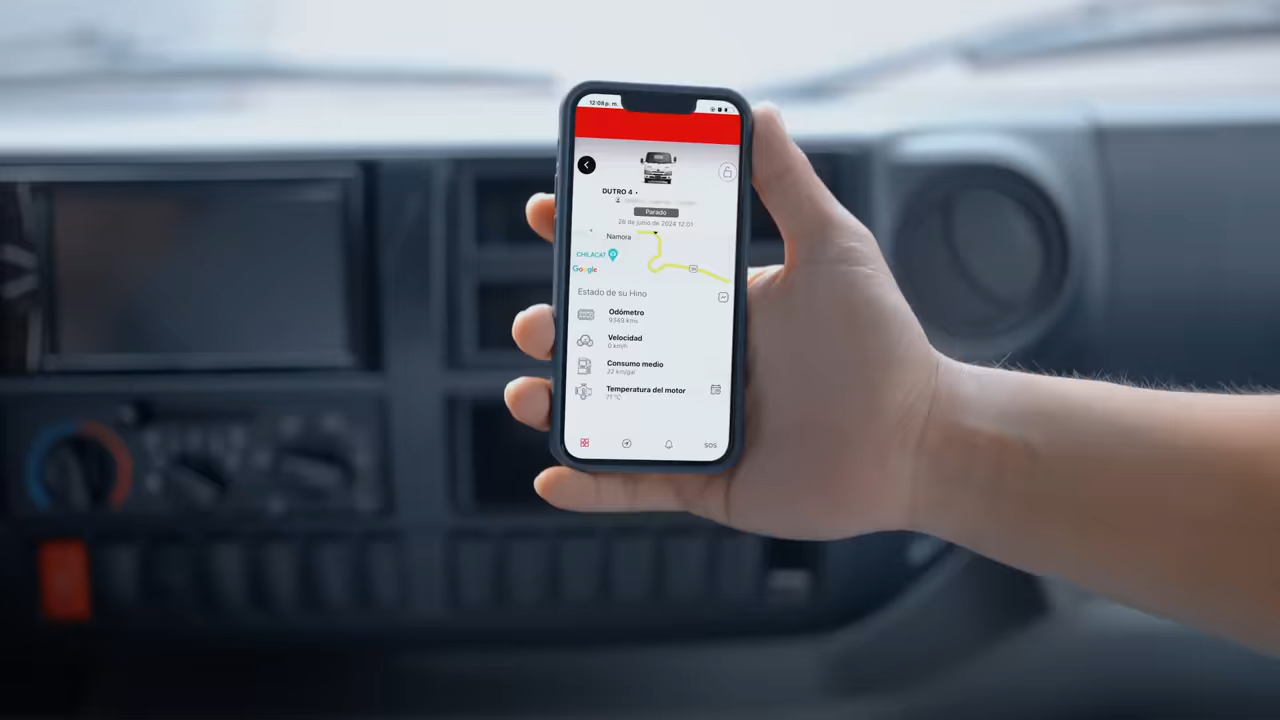 12:08 p. m.
DUTRO 4 •
Parado
26 de junio de 2024 12:01
Namora
CHILACAT
Google
Estado de su Hino
Odómetro
9349 kms
Velocidad
0 km/h
Consumo medio
22 km/gal
Temperatura del motor
71 °C
SOS